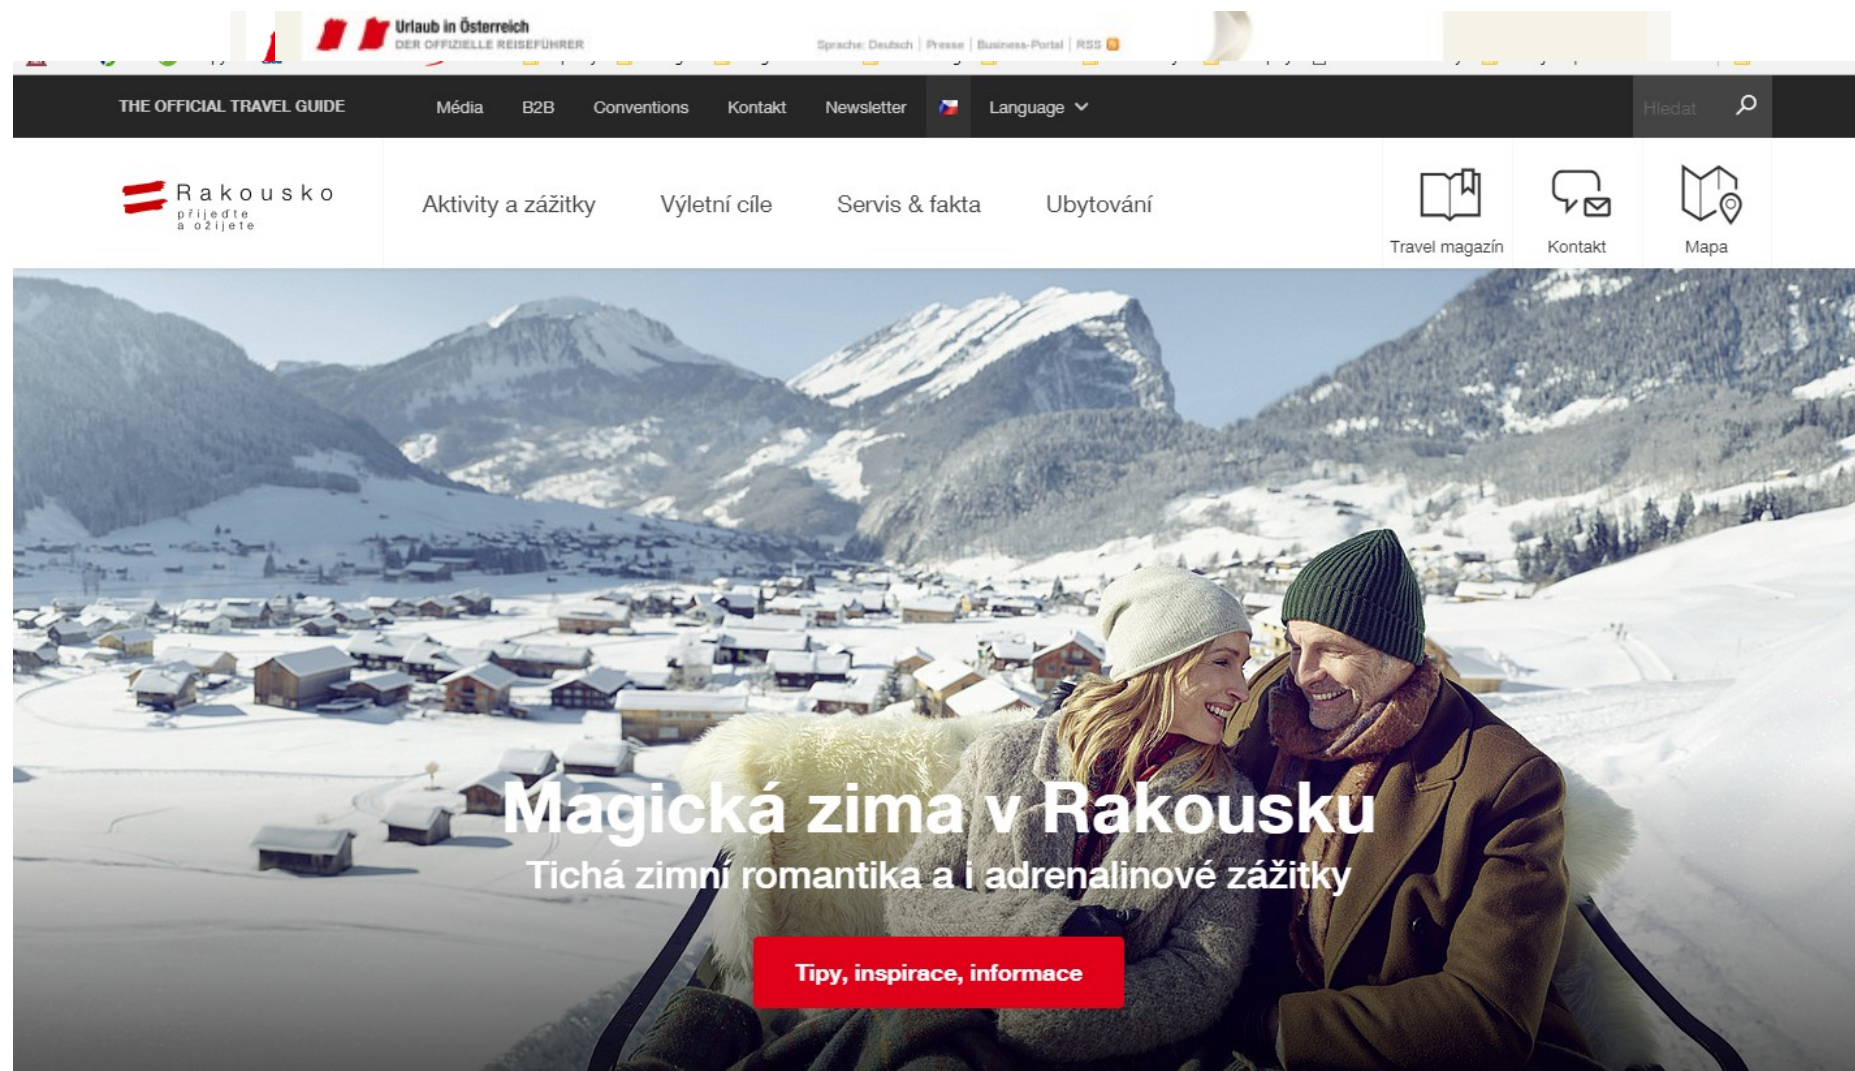 Urlaub in Österreich
DER OFFIZIELLE REISEFÜHRER
Sprache: Deutsch | Presse | Business-Portal | RSS
THE OFFICIAL TRAVEL GUIDE
Média
B2B
Conventions
Kontakt
Newsletter
Language
Hledat
Rakousko
přijeďte
a ožijete
Aktivity a zážitky
Výletní cíle
Servis & fakta
Ubytování
Travel magazín
Kontakt
Mapa
Magická zima v Rakousku
Tichá zimní romantika a i adrenalinové zážitky
Tipy, inspirace, informace